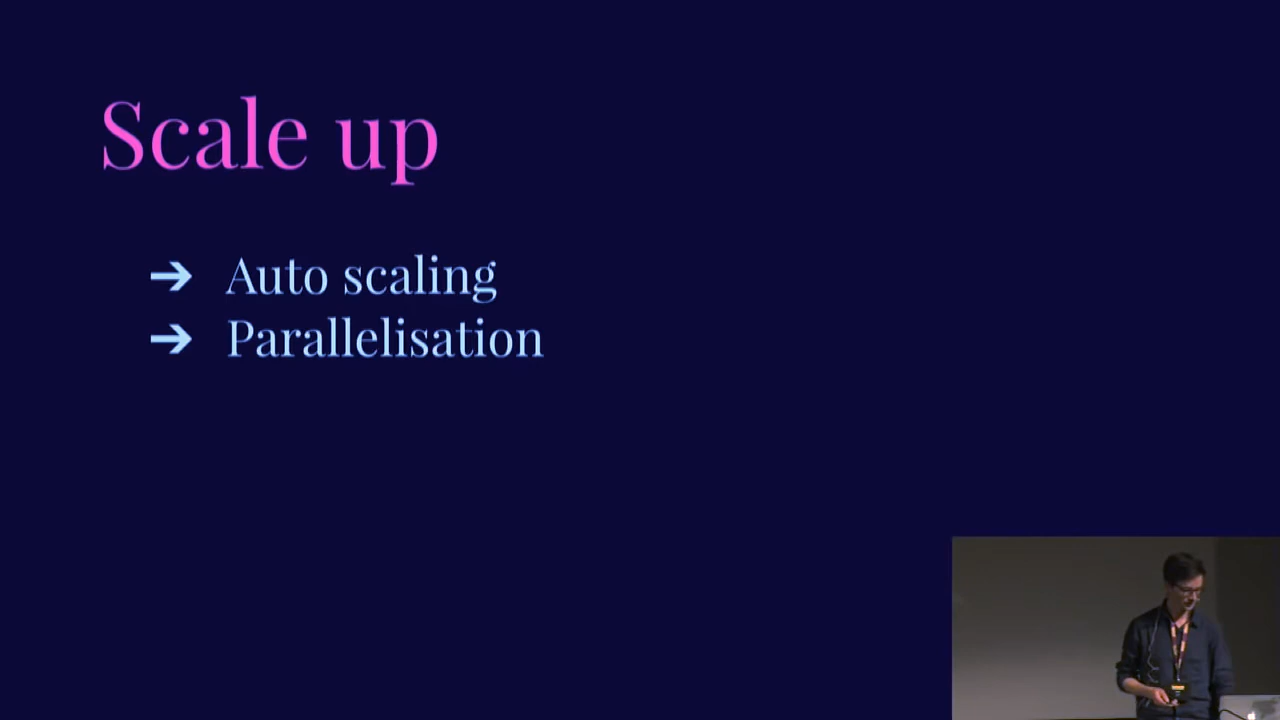 Scale up
➔ Auto scaling
➔ Parallelisation